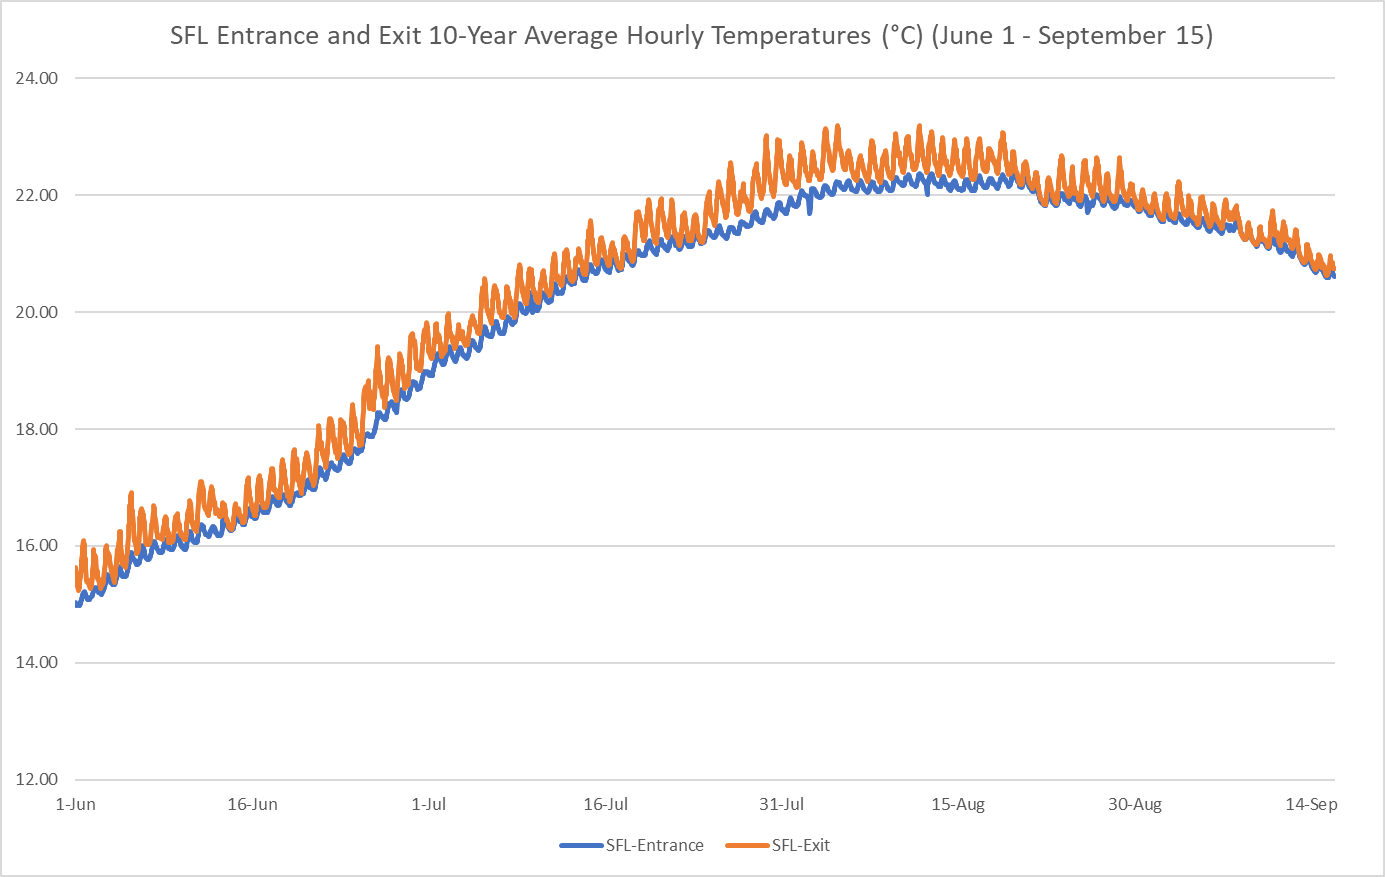 SFL Entrance and Exit 10-Year Average Hourly Temperatures (°C) (June 1 - September 15)
24.00
22.00
20.00
18.00
16.00
14.00
12.00
1-Jun 16-Jun 1-Jul 16-Jul 31-Jul 15-Aug 30-Aug 14-Sep
SFL-Entrance SFL-Exit